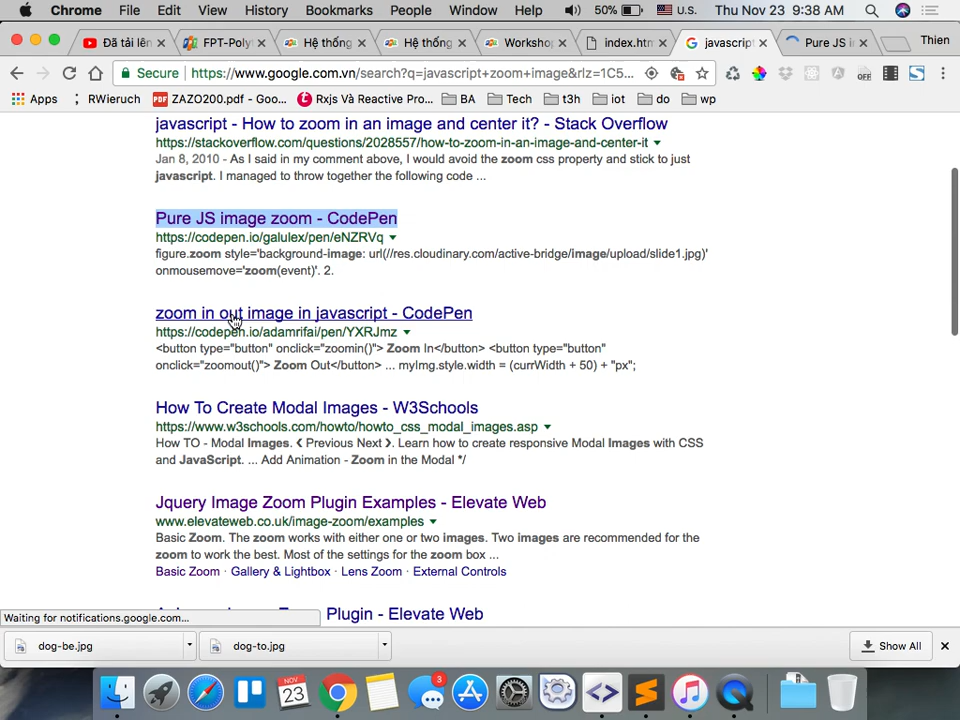 Chrome File Edit View History Bookmarks People Window Help 50% U.S. Thu Nov 23 9:38 AM
Đã tải lên FPT-Poly Hệ thống Hệ thống Workshop index.html javascript Pure JS i Thien
Secure https://www.google.com.vn/search?q=javascript+zoom+image&rlz=1C5...
Apps RWieruch PDF ZAZO200.pdf - Goo... Rxjs Và Reactive Pro... BA Tech t3h iot do wp
javascript - How to zoom in an image and center it? - Stack Overflow
https://stackoverflow.com/questions/2028557/how-to-zoom-in-an-image-and-center-it
Jan 8, 2010 - As I said in my comment above, I would avoid the zoom css property and stick to just
javascript. I managed to throw together the following code ...
Pure JS image zoom - CodePen
https://codepen.io/galulex/pen/eNZRVq
figure.zoom style='background-image: url(//res.cloudinary.com/active-bridge/image/upload/slide1.jpg)'
onmousemove='zoom(event)'. 2.
zoom in out image in javascript - CodePen
https://codepen.io/adamrifai/pen/YXRJmz
<button type="button" onclick="zoomin()"> Zoom In</button> <button type="button"
onclick="zoomout()"> Zoom Out</button> ... myImg.style.width = (currWidth + 50) + "px";
How To Create Modal Images - W3Schools
https://www.w3schools.com/howto/howto_css_modal_images.asp
HOW TO - Modal Images. ❮ Previous Next ❯. Learn how to create responsive Modal Images with CSS
and JavaScript. ... Add Animation - Zoom in the Modal */
Jquery Image Zoom Plugin Examples - Elevate Web
www.elevateweb.co.uk/image-zoom/examples
Basic Zoom. The zoom works with either one or two images. Two images are recommended for the
zoom to work the best. Most of the settings for the zoom box ...
Basic Zoom · Gallery & Lightbox · Lens Zoom · External Controls
Plugin - Elevate Web
Waiting for notifications.google.com...
dog-be.jpg dog-to.jpg Show All
NOV 23 3